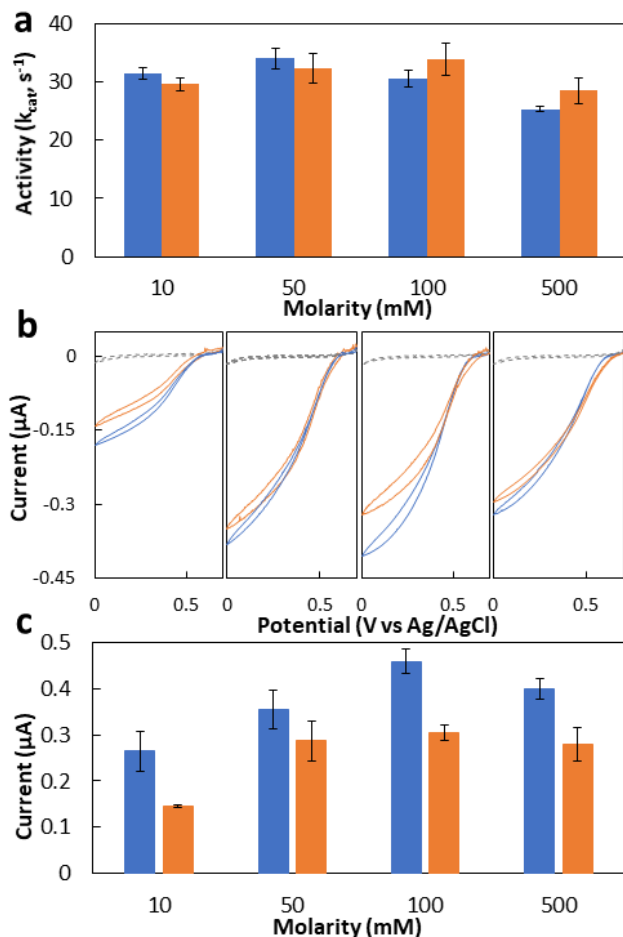 a
Activity (kcat, s-1)
40
30
20
10
0
10 50 100 500
Molarity (mM)
b
Current (µA)
0
-0.15
-0.3
-0.45
0 0.5 0 0.5 0 0.5 0 0.5
Potential (V vs Ag/AgCl)
c
Current (µA)
0.5
0.4
0.3
0.2
0.1
0
10 50 100 500
Molarity (mM)